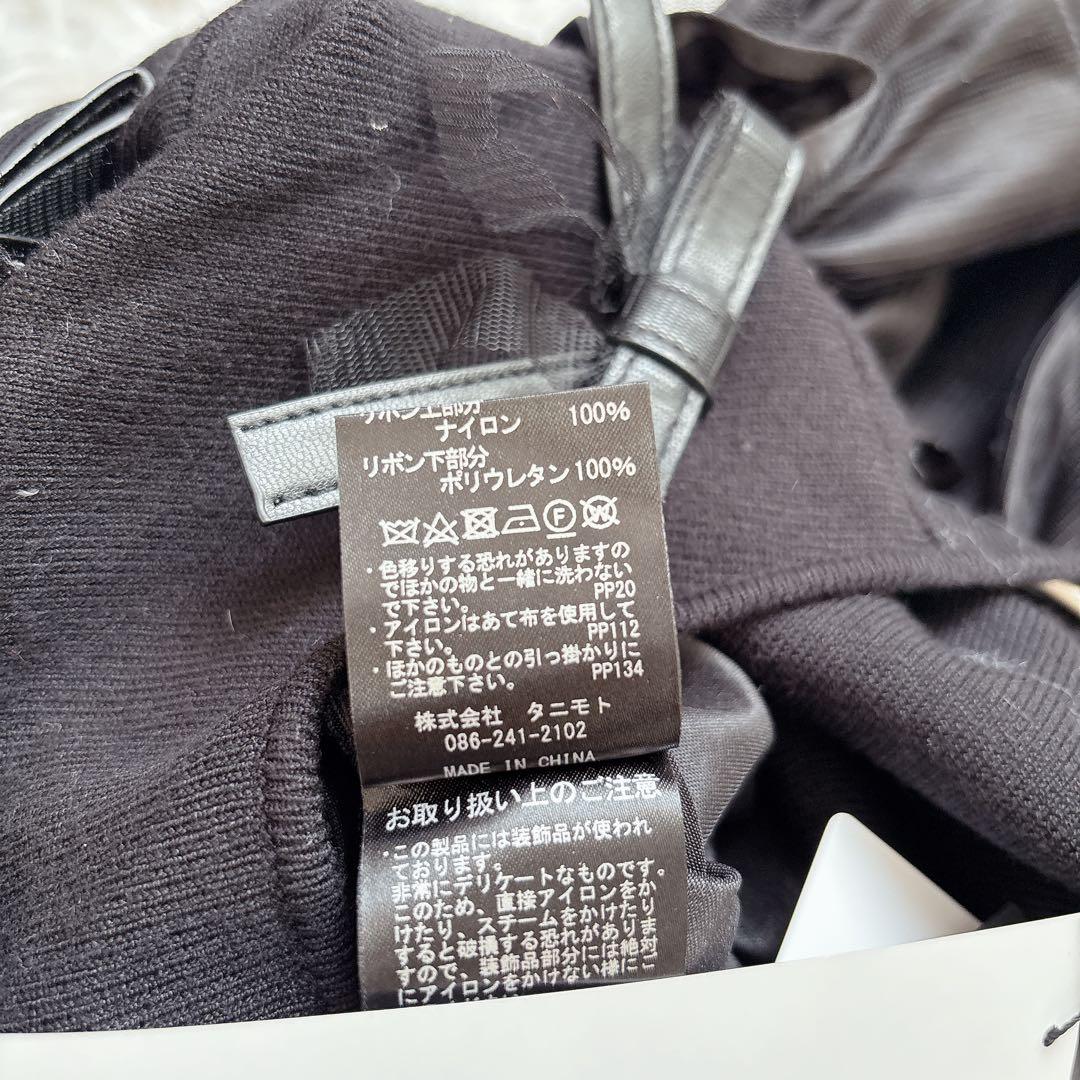 リボン上部分
ナイロン 100%
リボン下部分
ポリウレタン 100%
F W
・色移りする恐れがありますの
でほかの物と一緒に洗わない
で下さい。 PP20
・アイロンはあて布を使用して
下さい。 PP112
・ほかのものとの引っ掛かりに
ご注意下さい。 PP134
株式会社 タニモト
086-241-2102
MADE IN CHINA
お取り扱い上のご注意
・この製品には装飾品が使われ
ております。
非常にデリケートなものです。
このため、直接アイロンをか
けたり、スチームをかけたり
すると破損する恐れがありま
すので、装飾品部分には絶対
にアイロンをかけない様にご